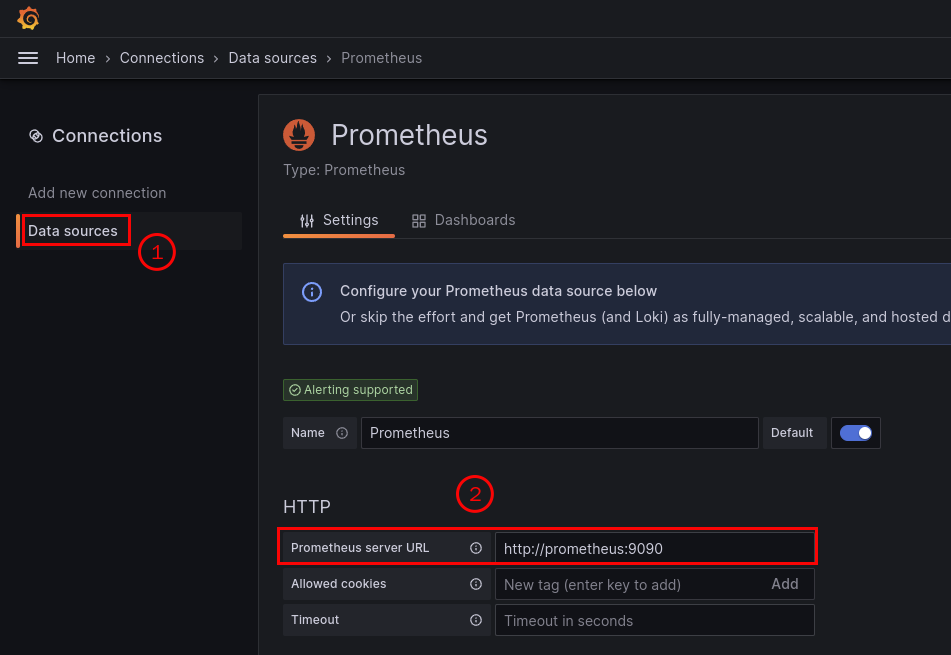 Home › Connections › Data sources › Prometheus
Connections
Add new connection
Data sources
1
Prometheus
Type: Prometheus
Settings
Dashboards
Configure your Prometheus data source below
Or skip the effort and get Prometheus (and Loki) as fully-managed, scalable, and hosted d
Alerting supported
Name
Prometheus
Default
2
HTTP
Prometheus server URL
http://prometheus:9090
Allowed cookies
New tag (enter key to add)
Add
Timeout
Timeout in seconds